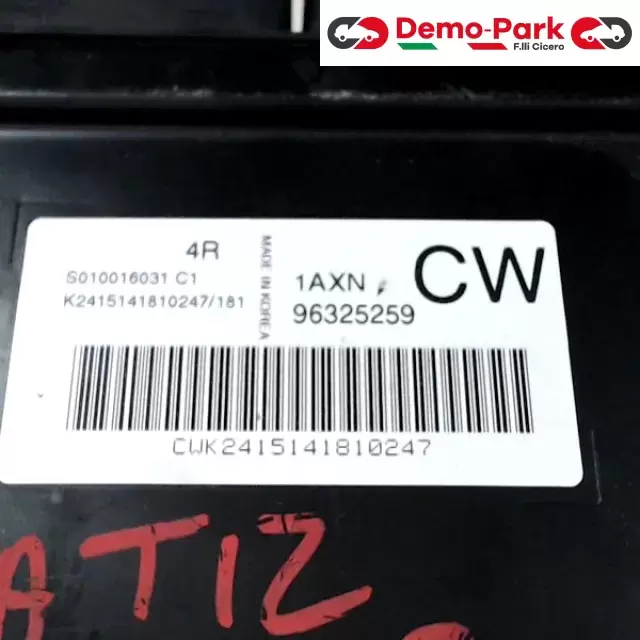 Demo-Park
F.lli Cicero
4R
S010016031 C1
K2415141810247/181
MADE IN KOREA
1AXN
96325259
CW
CWK2415141810247
ATIZ